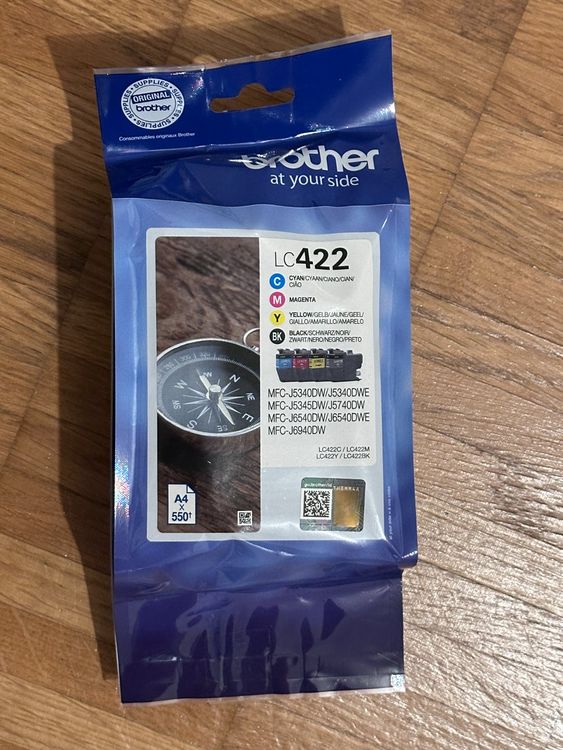 SUPPLIES • SUPPLIES • SUPPLIES
ORIGINAL
brother
Consommables originaux Brother
brother
at your side
LC422
C CYAN/CYAAN/CIANO/CIAN/
CIÃO
M MAGENTA
Y YELLOW/GELB/JAUNE/GEEL/
GIALLO/AMARILLO/AMARELO
BK BLACK/SCHWARZ/NOIR/
ZWART/NERO/NEGRO/PRETO
MFC-J5340DW/J5340DWE
MFC-J5345DW/J5740DW
MFC-J6540DW/J6540DWE
MFC-J6940DW
LC422C / LC422M
LC422Y / LC422BK
N
E
S
W
A4
x
550†